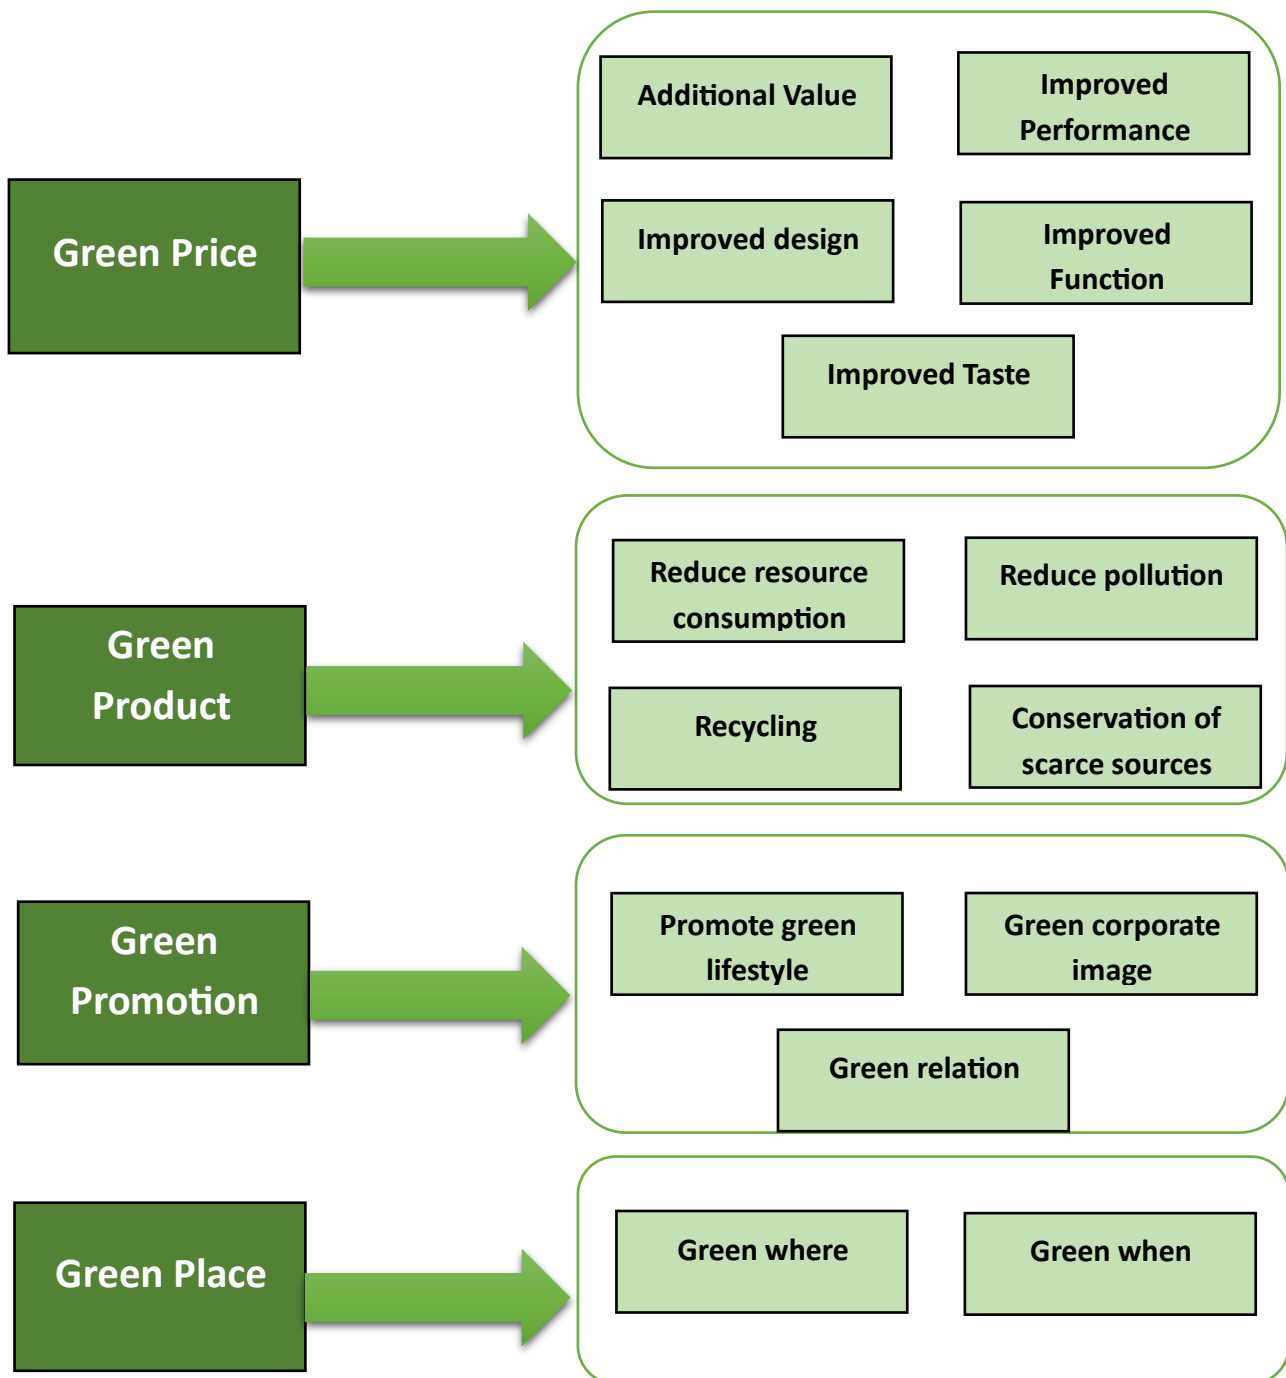 Green Price
Additional Value
Improved
Performance
Improved design
Improved
Function
Improved Taste
Green
Product
Reduce resource
consumption
Reduce pollution
Recycling
Conservation of
scarce sources
Green
Promotion
Promote green
lifestyle
Green corporate
image
Green relation
Green Place
Green where
Green when